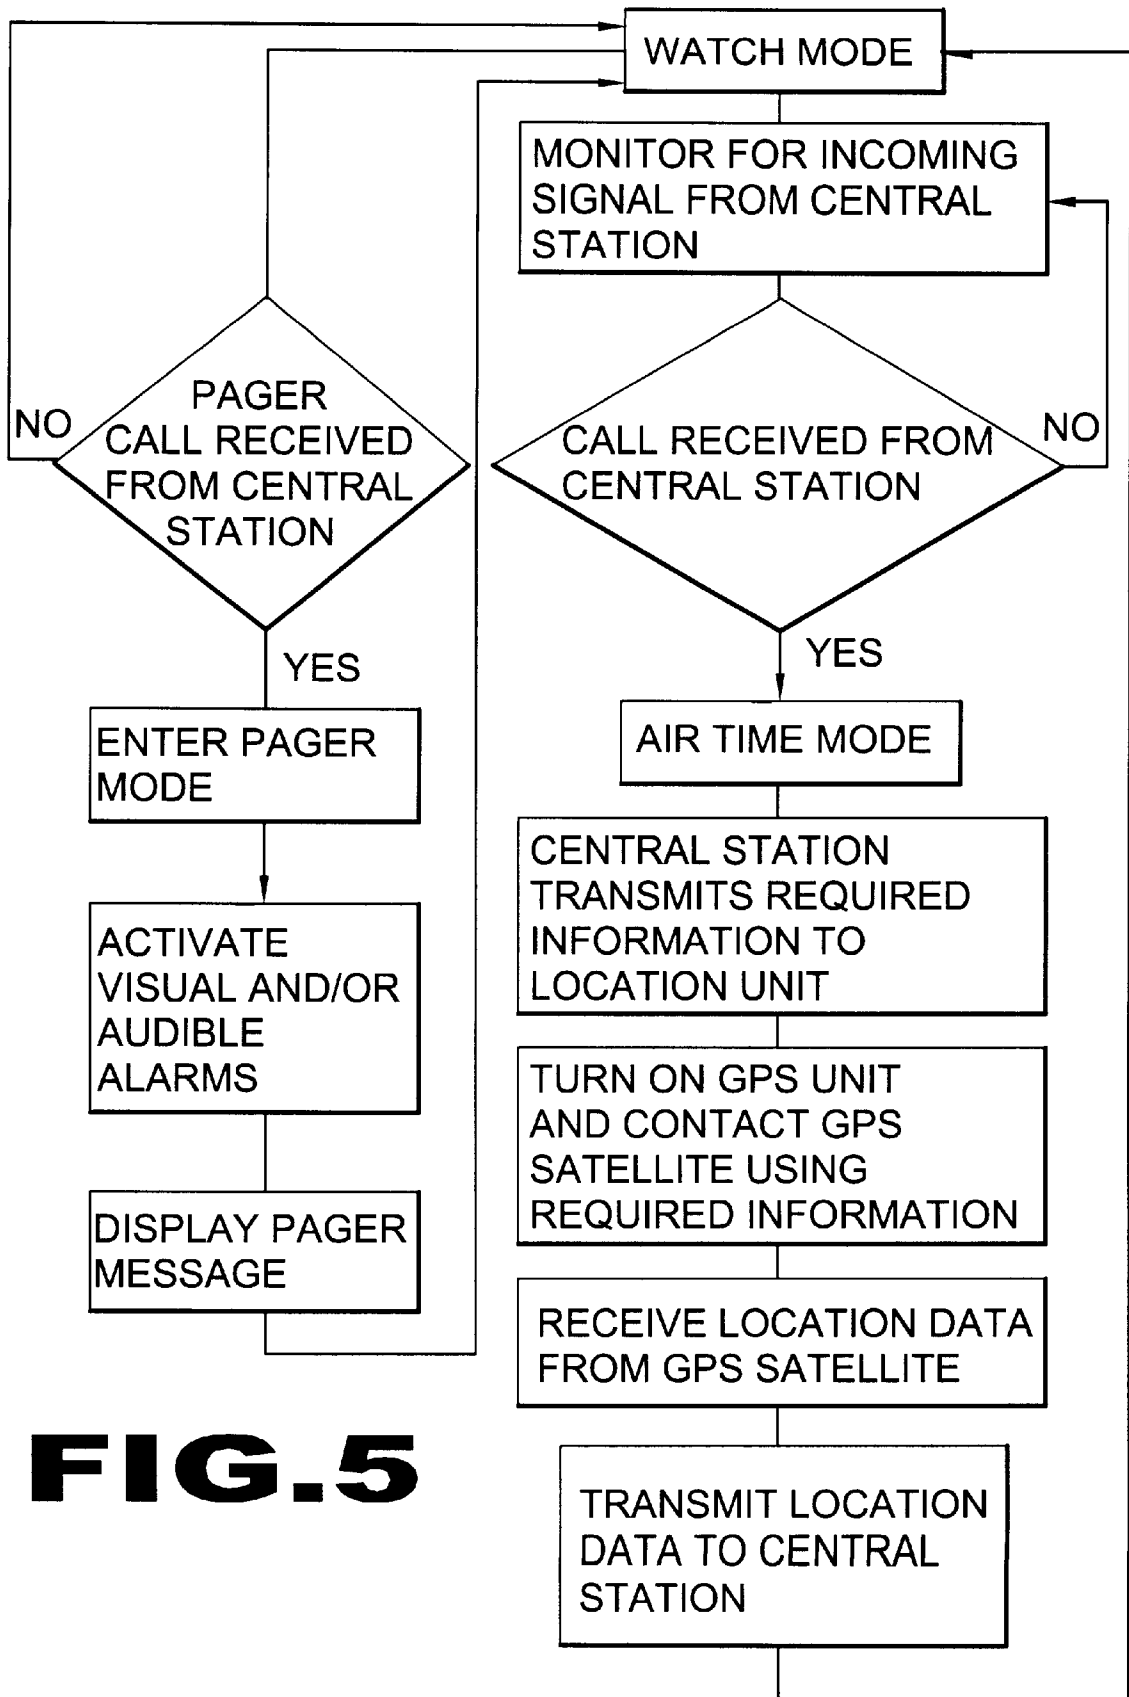 WATCH MODE
MONITOR FOR INCOMING
SIGNAL FROM CENTRAL
STATION
PAGER
CALL RECEIVED
FROM CENTRAL
STATION
NO
YES
ENTER PAGER
MODE
ACTIVATE
VISUAL AND/OR
AUDIBLE
ALARMS
DISPLAY PAGER
MESSAGE
CALL RECEIVED FROM
CENTRAL STATION
NO
YES
AIR TIME MODE
CENTRAL STATION
TRANSMITS REQUIRED
INFORMATION TO
LOCATION UNIT
TURN ON GPS UNIT
AND CONTACT GPS
SATELLITE USING
REQUIRED INFORMATION
RECEIVE LOCATION DATA
FROM GPS SATELLITE
TRANSMIT LOCATION
DATA TO CENTRAL
STATION
FIG.5